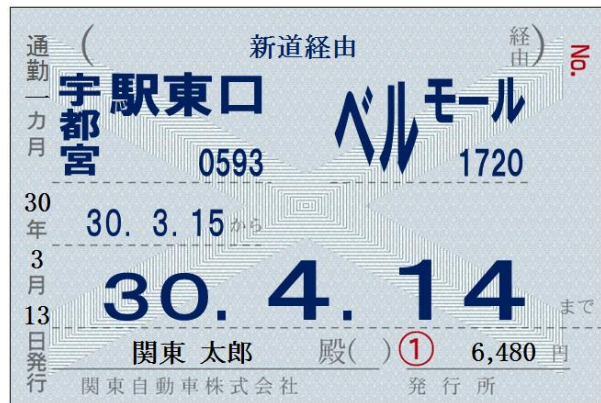 通勤一カ月
( 新道経由 経由)
No.
宇都宮駅東口 ベルモール
0593 1720
30年3月13日発行
30. 3.15から
30. 4. 14まで
関東 太郎 殿( ) ① 6,480 円
関東自動車株式会社 発行所